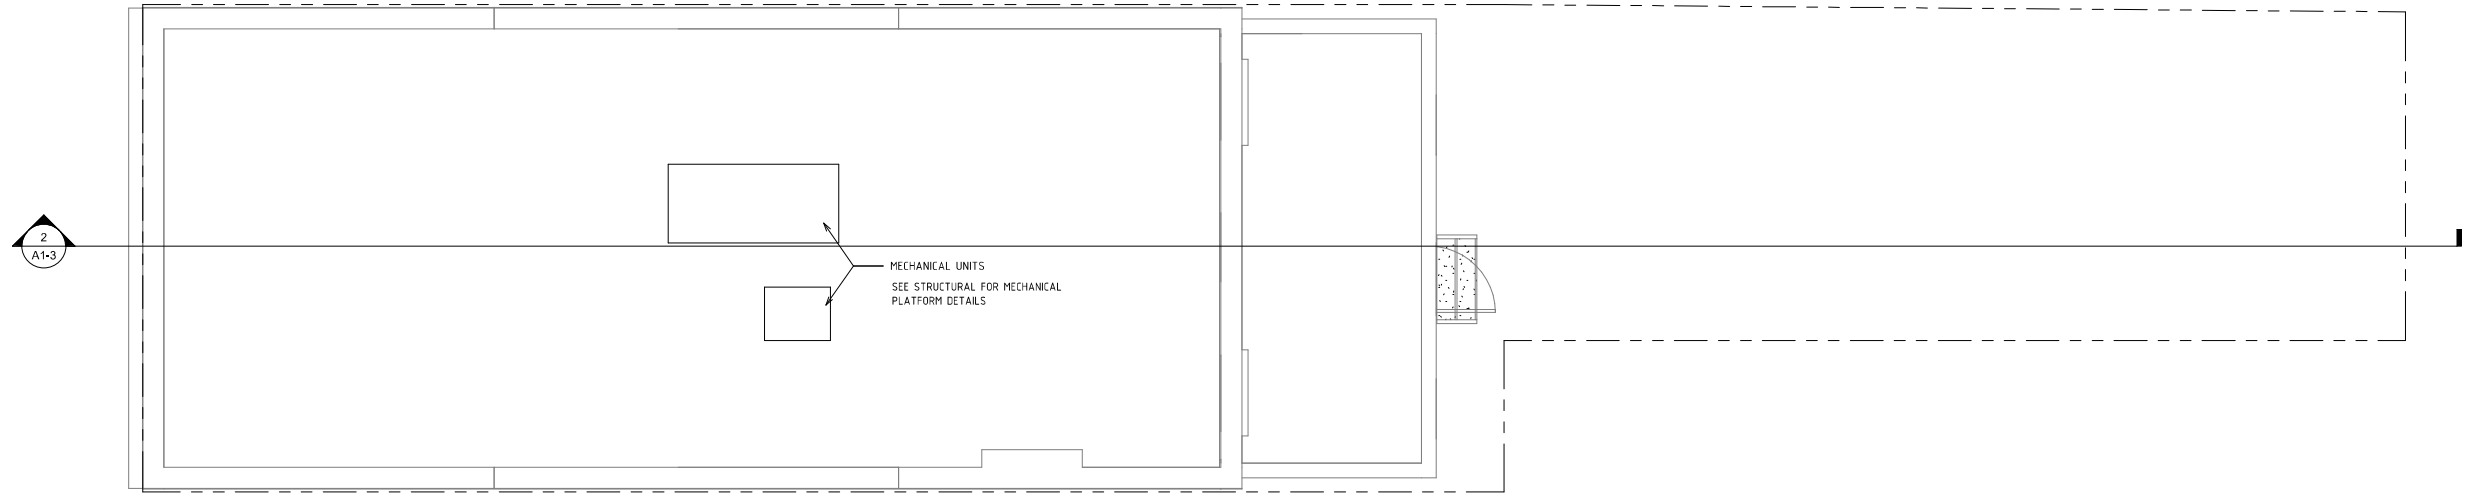 2
A1-3
MECHANICAL UNITS
SEE STRUCTURAL FOR MECHANICAL
PLATFORM DETAILS